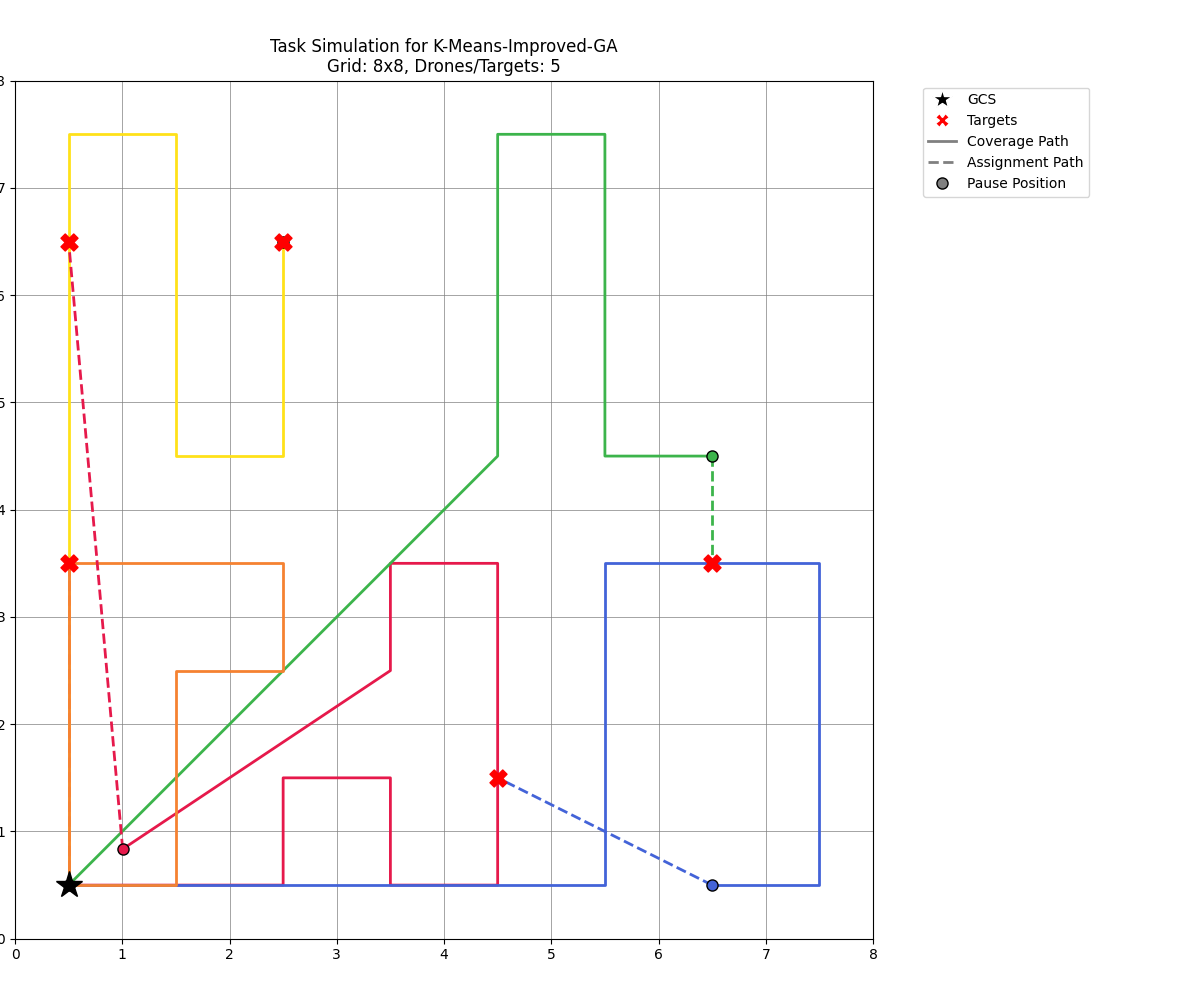 Task Simulation for K-Means-Improved-GA
Grid: 8x8, Drones/Targets: 5
GCS
Targets
Coverage Path
Assignment Path
Pause Position
8
7
6
5
4
3
2
1
0
0 1 2 3 4 5 6 7 8